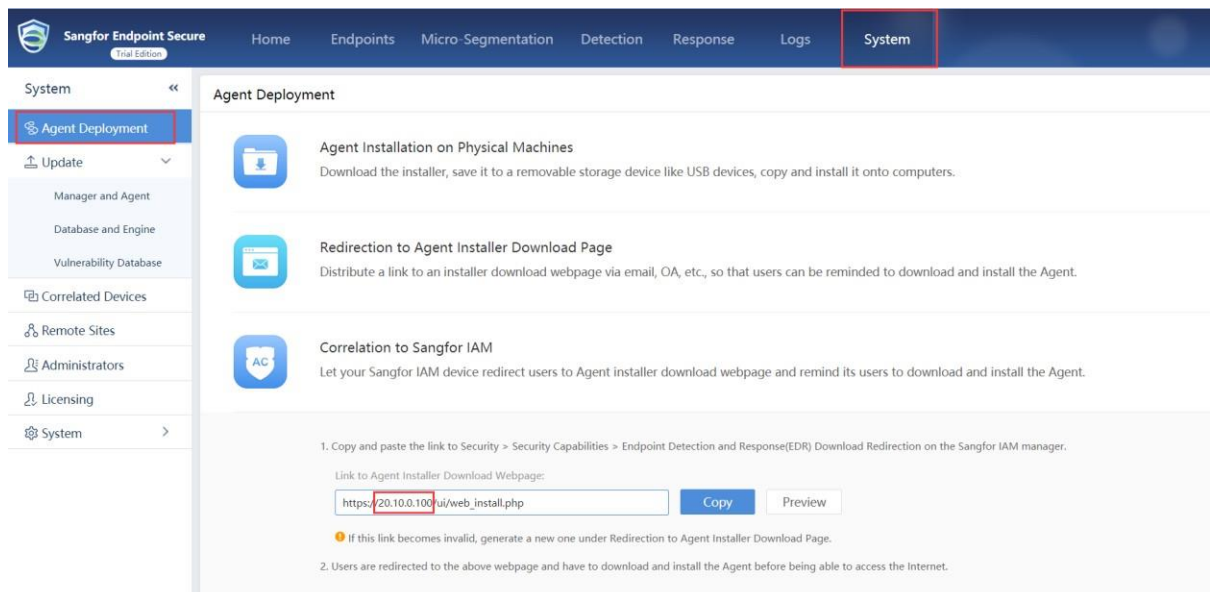 Sangfor Endpoint Secure
Trial Edition
Home Endpoints Micro-Segmentation Detection Response Logs System
System «
Agent Deployment
Update
Manager and Agent
Database and Engine
Vulnerability Database
Correlated Devices
Remote Sites
Administrators
Licensing
System
Agent Deployment
Agent Installation on Physical Machines
Download the installer, save it to a removable storage device like USB devices, copy and install it onto computers.
Redirection to Agent Installer Download Page
Distribute a link to an installer download webpage via email, OA, etc., so that users can be reminded to download and install the Agent.
AC
Correlation to Sangfor IAM
Let your Sangfor IAM device redirect users to Agent installer download webpage and remind its users to download and install the Agent.
1. Copy and paste the link to Security > Security Capabilities > Endpoint Detection and Response(EDR) Download Redirection on the Sangfor IAM manager.
Link to Agent Installer Download Webpage:
https://20.10.0.100/ui/web_install.php Copy Preview
If this link becomes invalid, generate a new one under Redirection to Agent Installer Download Page.
2. Users are redirected to the above webpage and have to download and install the Agent before being able to access the Internet.